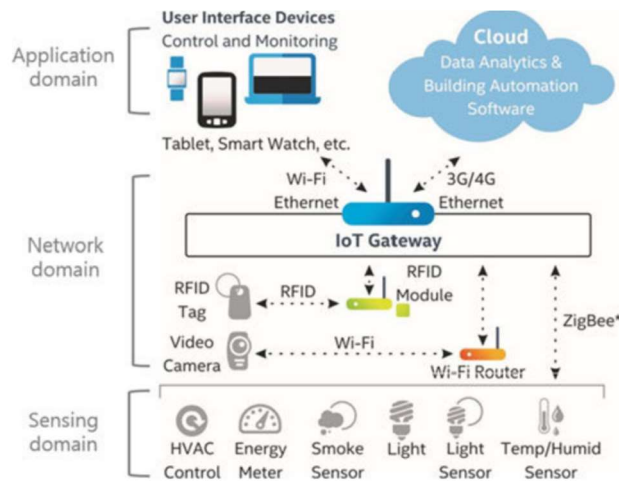 User Interface Devices
Control and Monitoring
Application
domain
Cloud
Data Analytics &
Building Automation
Software
Tablet, Smart Watch, etc.
Wi-Fi
3G/4G
Ethernet
Ethernet
IoT Gateway
Network
domain
RFID
Tag
RFID
RFID
Module
ZigBee*
Video
Camera
Wi-Fi
Wi-Fi Router
Sensing
domain
HVAC
Control
Energy
Meter
Smoke
Sensor
Light
Light
Sensor
Temp/Humid
Sensor